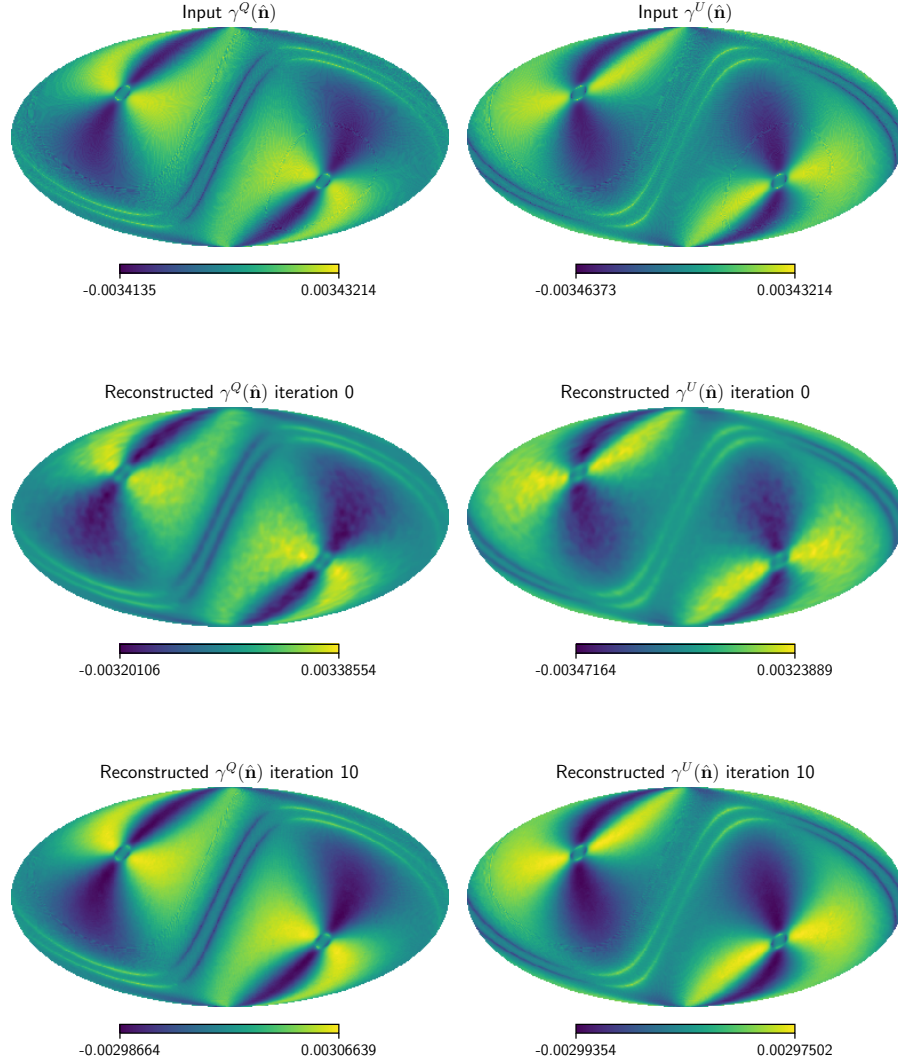 Input γ^Q(n̂)
Input γ^U(n̂)
-0.0034135 0.00343214
-0.00346373 0.00343214
Reconstructed γ^Q(n̂) iteration 0
Reconstructed γ^U(n̂) iteration 0
-0.00320106 0.00338554
-0.00347164 0.00323889
Reconstructed γ^Q(n̂) iteration 10
Reconstructed γ^U(n̂) iteration 10
-0.00298664 0.00306639
-0.00299354 0.00297502